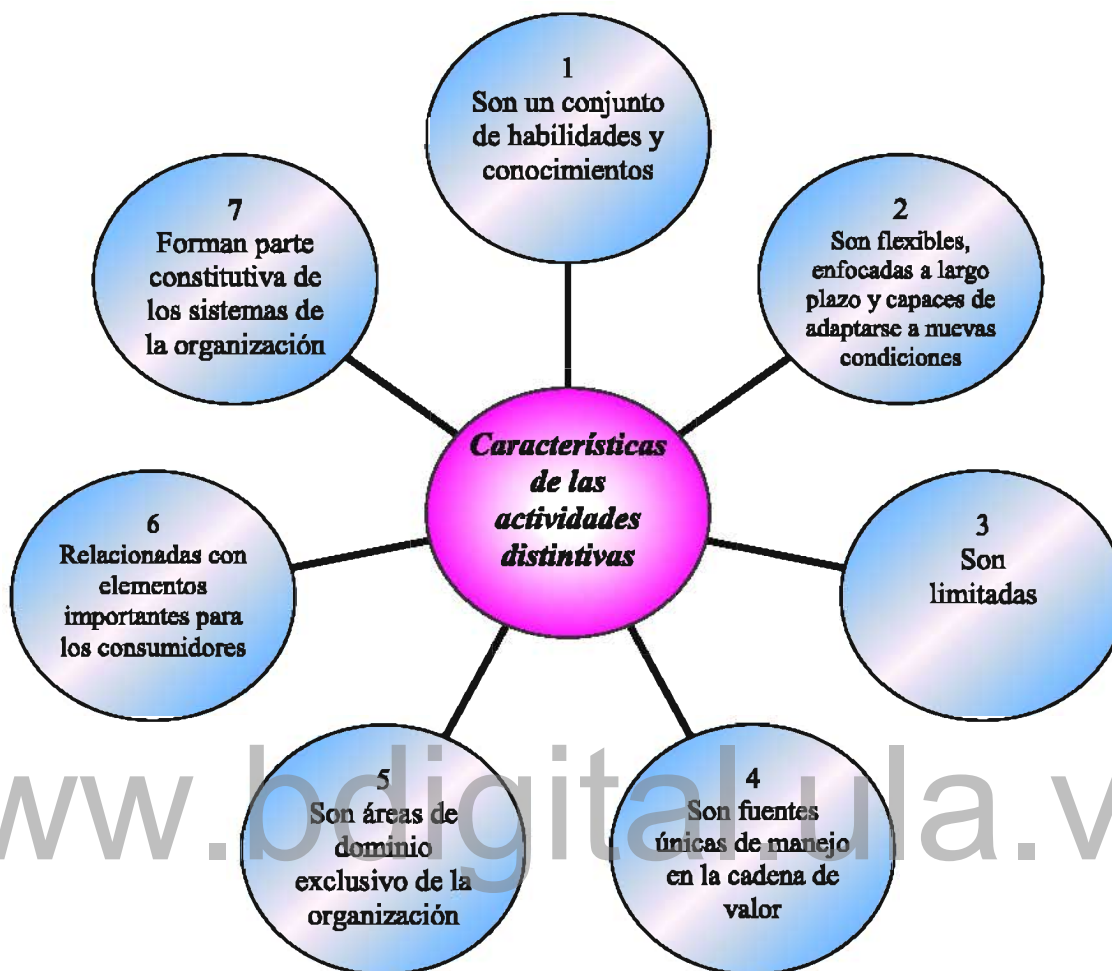 Característícas
de las
actividades
distintivas
1
Son un conjunto
de habilidades y
conocimientos
2
Son flexibles,
enfocadas a largo
plazo y capaces de
adaptarse a nuevas
condiciones
3
Son
limitadas
4
Son fuentes
únicas de manejo
en la cadena de
valor
5
Son áreas de
dominio
exclusivo de la
organización
6
Relacionadas con
elementos
importantes para
los consumidores
7
Forman parte
constitutiva de
los sistemas de
la organización
ww.bdigital.ula.v